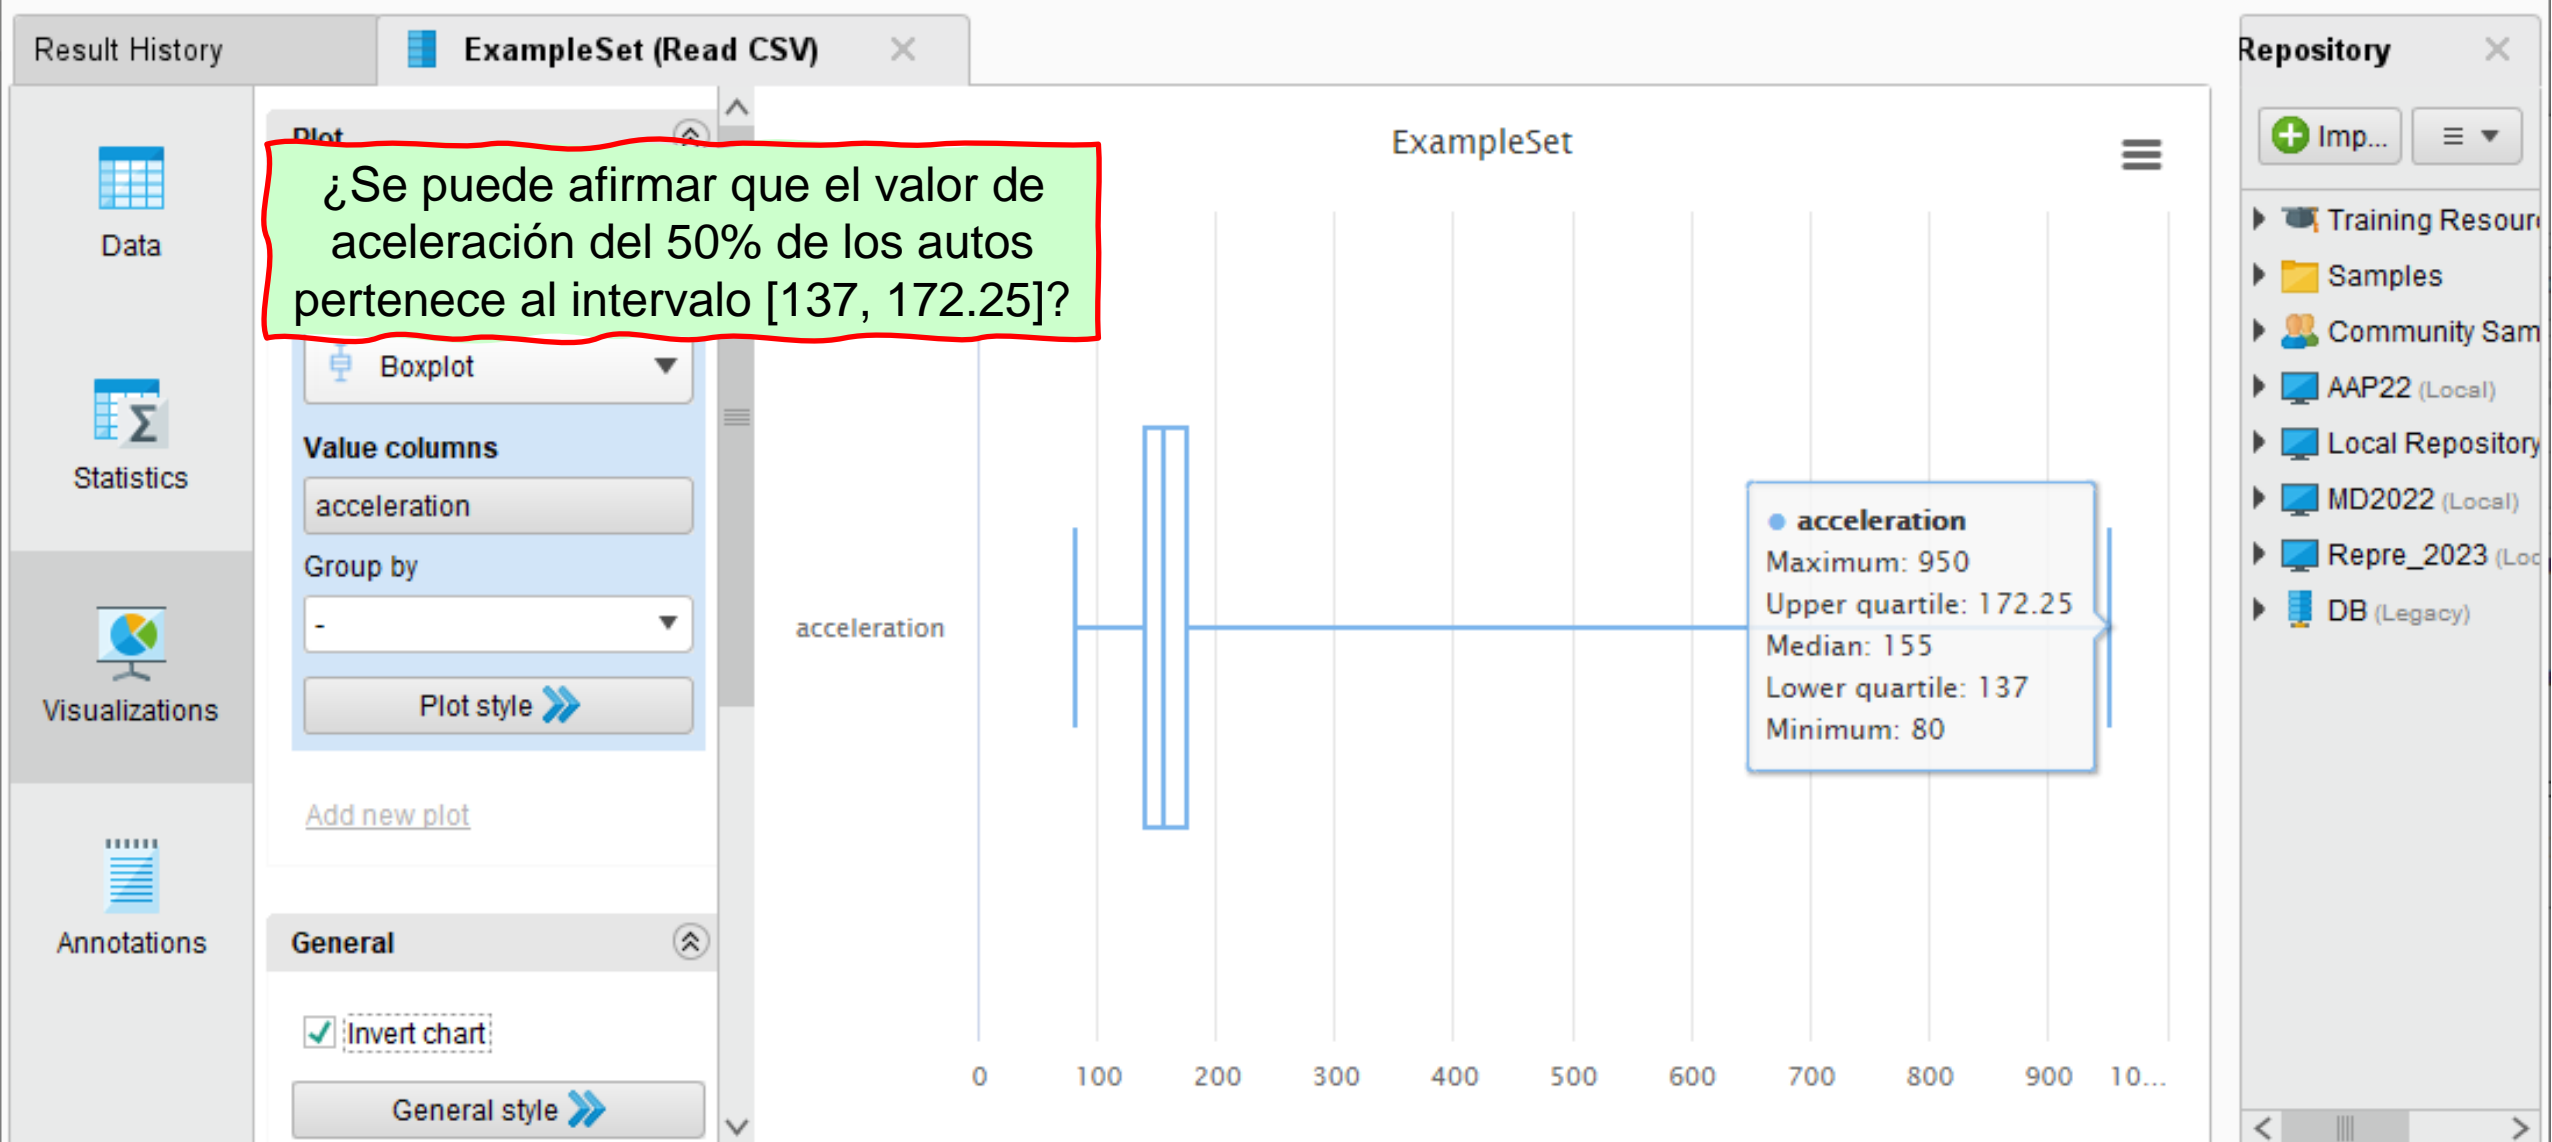 Result History
ExampleSet (Read CSV)
Repository
Imp...
Plot
¿Se puede afirmar que el valor de
aceleración del 50% de los autos
pertenece al intervalo [137, 172.25]?
Data
Statistics
Visualizations
Annotations
Boxplot
Value columns
acceleration
Group by
-
Plot style
Add new plot
General
Invert chart
General style
ExampleSet
acceleration
acceleration
Maximum: 950
Upper quartile: 172.25
Median: 155
Lower quartile: 137
Minimum: 80
0 100 200 300 400 500 600 700 800 900 10...
Training Resour
Samples
Community Sam
AAP22 (Local)
Local Repository
MD2022 (Local)
Repre_2023 (Loc
DB (Legacy)